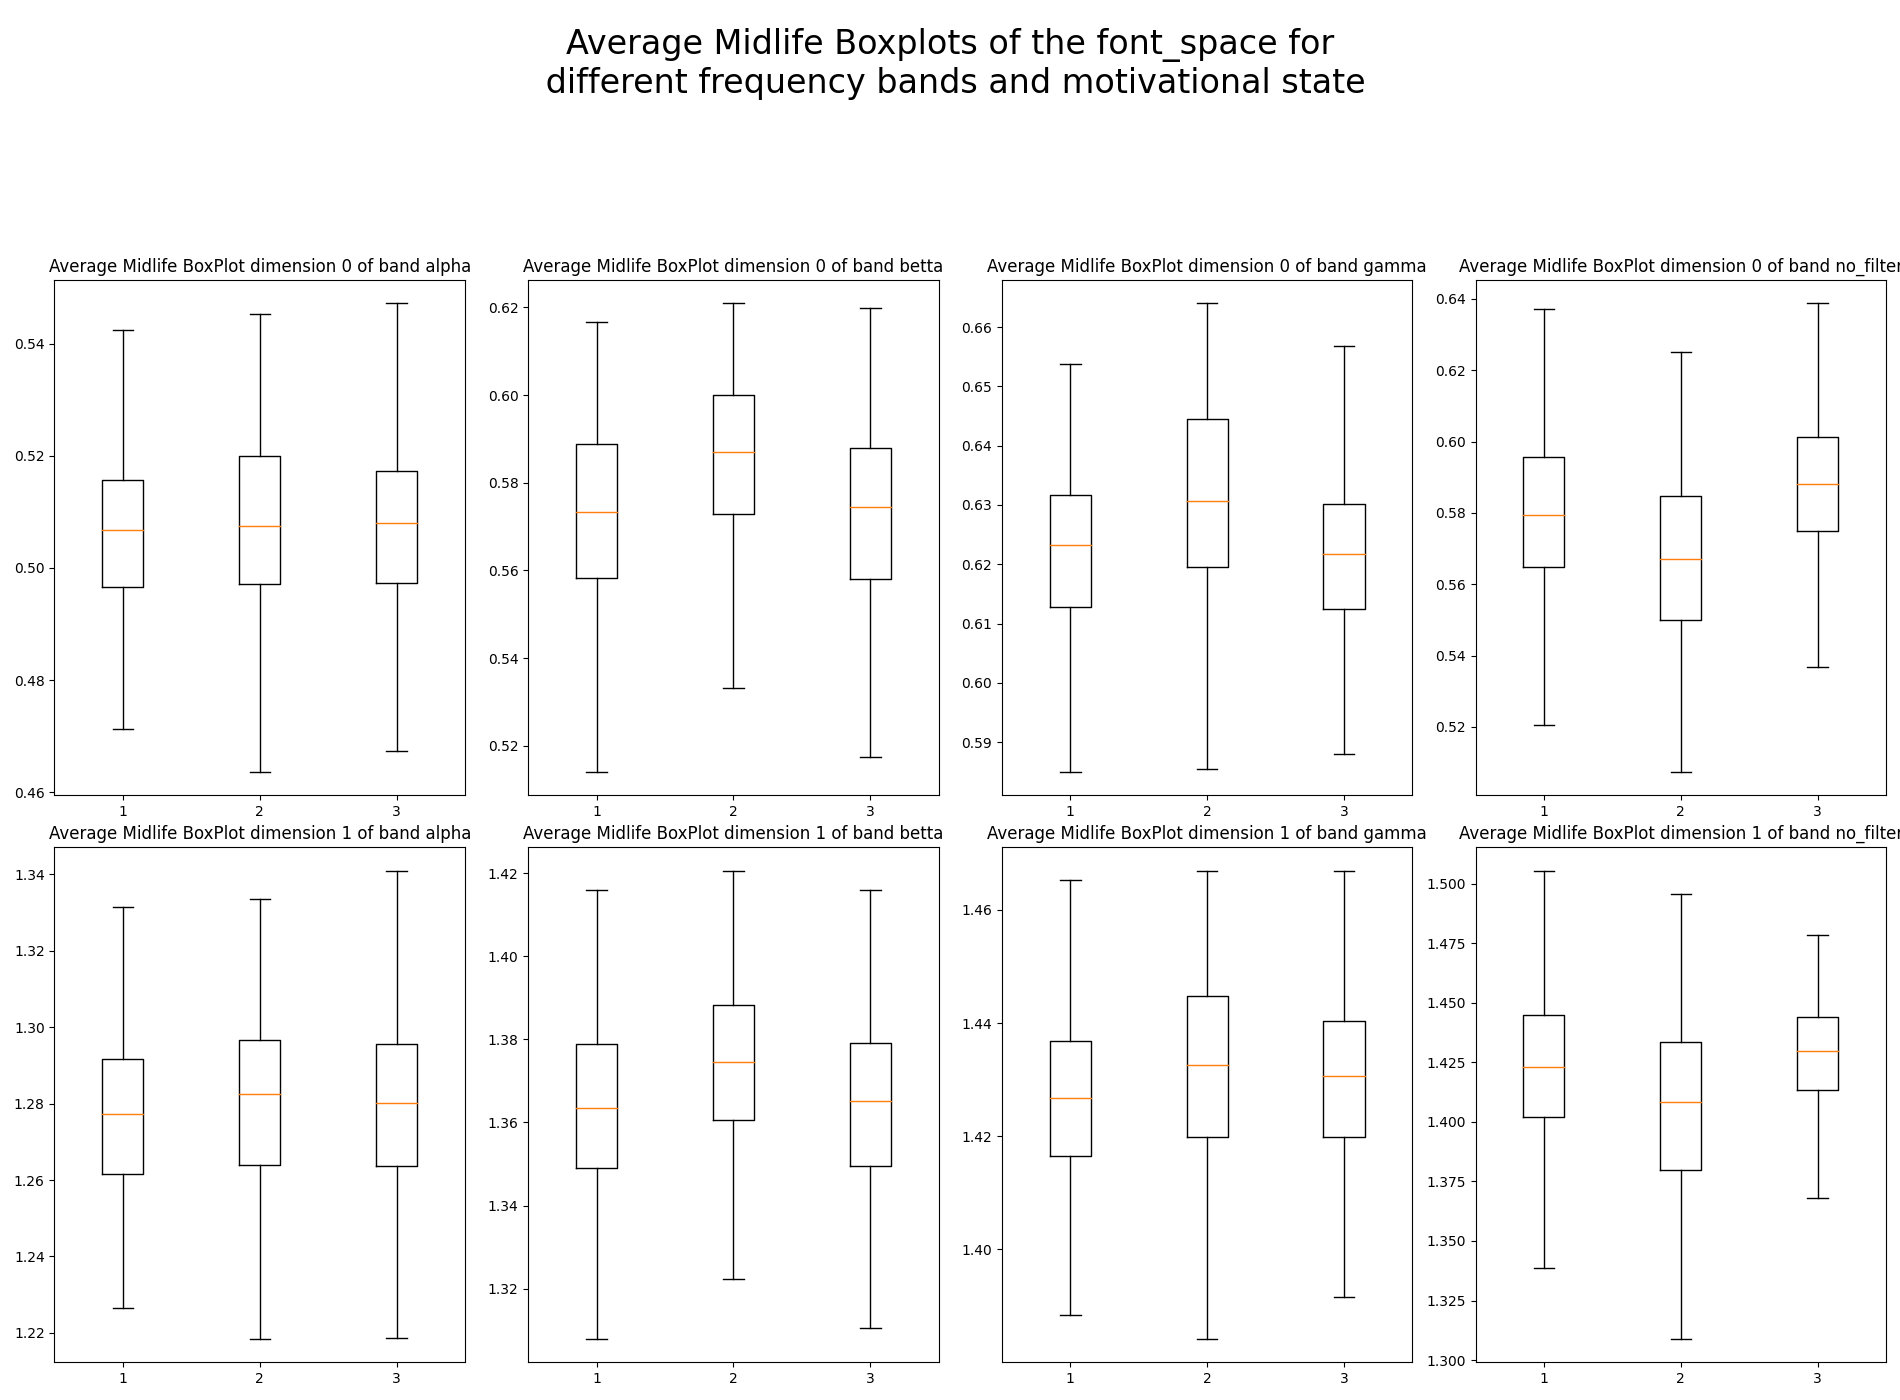 Average Midlife Boxplots of the font_space for
different frequency bands and motivational state
Average Midlife BoxPlot dimension 0 of band alpha
0.54
0.52
0.50
0.48
0.46
1 2 3
Average Midlife BoxPlot dimension 0 of band betta
0.62
0.60
0.58
0.56
0.54
0.52
1 2 3
Average Midlife BoxPlot dimension 0 of band gamma
0.66
0.65
0.64
0.63
0.62
0.61
0.60
0.59
1 2 3
Average Midlife BoxPlot dimension 0 of band no_filter
0.64
0.62
0.60
0.58
0.56
0.54
0.52
1 2 3
Average Midlife BoxPlot dimension 1 of band alpha
1.34
1.32
1.30
1.28
1.26
1.24
1.22
1 2 3
Average Midlife BoxPlot dimension 1 of band betta
1.42
1.40
1.38
1.36
1.34
1.32
1 2 3
Average Midlife BoxPlot dimension 1 of band gamma
1.46
1.44
1.42
1.40
1 2 3
Average Midlife BoxPlot dimension 1 of band no_filter
1.500
1.475
1.450
1.425
1.400
1.375
1.350
1.325
1.300
1 2 3